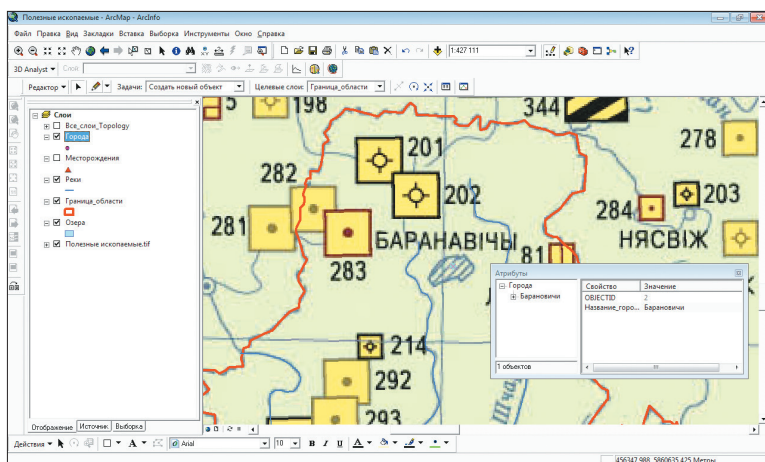 Полезные ископаемые - ArcMap - ArcInfo
Файл Правка Вид Закладки Вставка Выборка Инструменты Окно Справка
1:427 111
3D Analyst Слой:
Редактор Задачи: Создать новый объект Целевые слои: Граница_области
Слои
Все_слои_Topology
Города
Месторождения
Реки
Граница_области
Озера
Полезные ископаемые.tif
5 198 344
201 278
282 202 203
281 284
БАРАНАВІЧЫ НЯСВІЖ
283 81
214
292
293
Шча
Атрибуты
Города
Барановичи
Свойство Значение
OBJECTID 2
Название_горо... Барановичи
1 объектов
Отображение Источник Выборка
Действия Arial 10 B I U A
456347,988 5860635,425 Метры